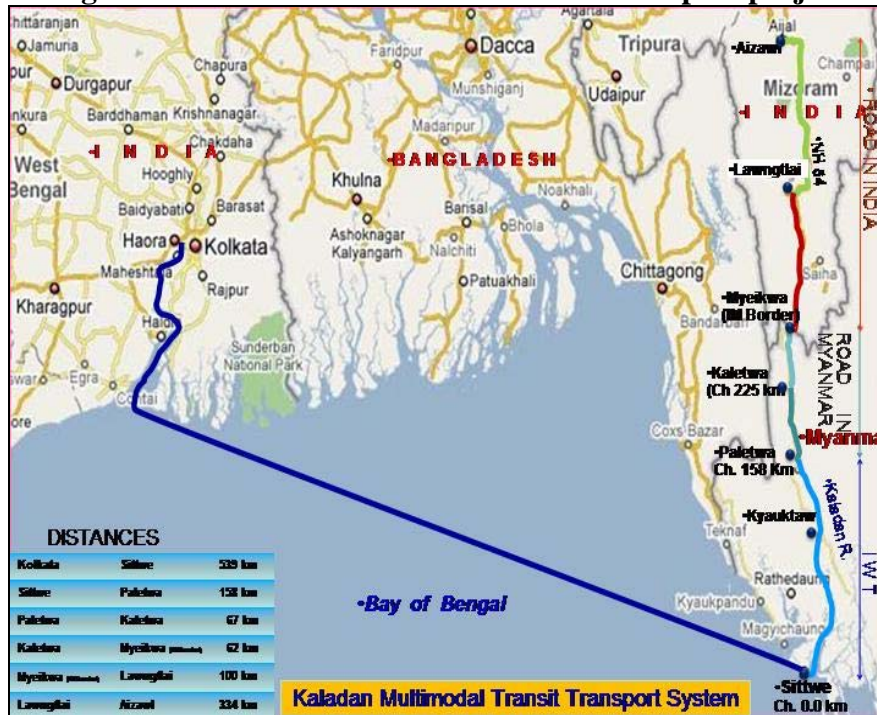 Aijal
•Aizawl
Champai
Mizoram
•I N D I A
•ROAD IN INDIA
•NH 54
•Lawngtlai
Saiha
•Myeikwa
(IM.Border)
ROAD IN
MYANMAR
•Kaletwa
(Ch 225 km
•Myanma
•Paletwa
Ch. 158 Km
•Kaladan R.
•Kyauktaw
I W T
Rathedaung
Kyaukpandu
Magyichaung
•Sittwe
Ch. 0.0 km
Agartala
Tripura
Udaipur
Dacca
Faridpur
Munshiganj
Madaripur
•BANGLADESH
Khulna
Noakhali
Barisal
Bhola
Ashoknagar
Kalyangarh
Nalchiti
Patuakhali
Chittagong
Bandarban
Coxs Bazar
Teknaf
Chittaranjan
Jamuria
Durgapur
Chapura
Krishnanagar
Barddhaman
•I N D I A
Chakdaha
West
Bengal
Hooghly
Baidyabati
Barasat
Haora
Kolkata
Maheshtala
Rajpur
Kharagpur
Haldi
Sunderban
National Park
Egra
Contai
•Bay of Bengal
DISTANCES
Kolkata Sittwe 539 km
Sittwe Paletwa 158 km
Paletwa Kaletwa 67 km
Kaletwa Myeikwa 62 km
Myeikwa Lawngtlai 100 km
Lawngtlai Aizawl 334 km
Kaladan Multimodal Transit Transport System